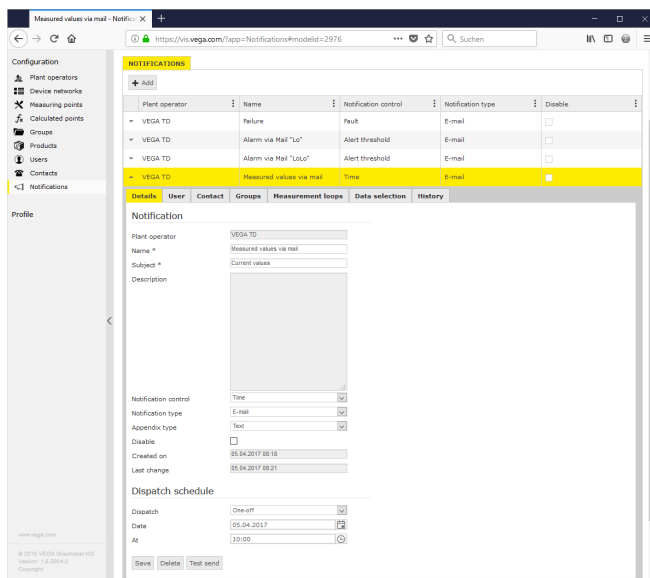 Measured values via mail - Notific
https://vis.vega.com/?app=Notifications#modelid=2976
Suchen
Configuration
Plant operators
Device networks
Measuring points
Calculated points
Groups
Products
Users
Contacts
Notifications
Profile
NOTIFICATIONS
+ Add
Plant operator Name Notification control Notification type Disable
VEGA TD Failure Fault E-mail
VEGA TD Alarm via Mail "Lo" Alert threshold E-mail
VEGA TD Alarm via Mail "LoLo" Alert threshold E-mail
VEGA TD Measured values via mail Time E-mail
Details User Contact Groups Measurement loops Data selection History
Notification
Plant operator VEGA TD
Name * Measured values via mail
Subject * Current values
Description
Notification control Time
Notification type E-mail
Appendix type Text
Disable
Created on 05.04.2017 08:18
Last change 05.04.2017 08:21
Dispatch schedule
Dispatch One-off
Date 05.04.2017
At 10:00
Save Delete Test send
www.vega.com
VEGA Grieshaber KG
Copyright